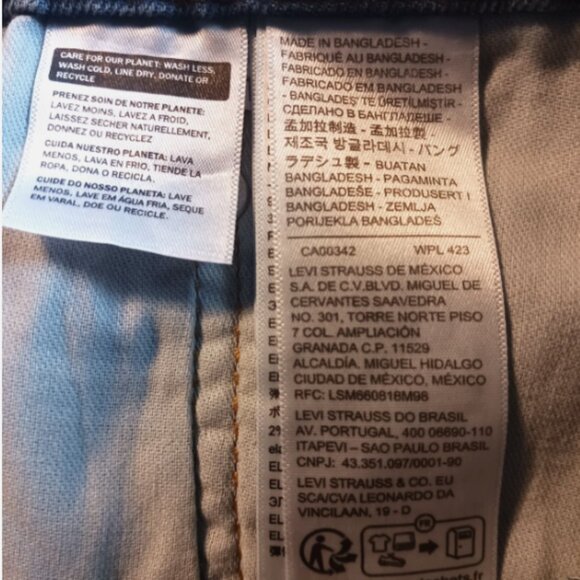 CARE FOR OUR PLANET: WASH LESS,
WASH COLD, LINE DRY, DONATE OR
RECYCLE
PRENEZ SOIN DE NOTRE PLANETE:
LAVEZ MOINS, LAVEZ A FROID,
LAISSEZ SECHER NATURELLEMENT,
DONNEZ OU RECYCLEZ
CUIDA NUESTRO PLANETA: LAVA
MENOS, LAVA EN FRIO, TIENDE LA
ROPA, DONA O RECICLA.
CUIDE DO NOSSO PLANETA: LAVE
MENOS, LAVE EM ÁGUA FRIA, SEQUE
EM VARAL, DOE OU RECICLE.
MADE IN BANGLADESH -
FABRIQUÉ AU BANGLADESH -
FABRICADO EN BANGLADESH -
FABRICADO EM BANGLADESH
- BANGLADEŞ'TE ÜRETİLMİŞTİR -
СДЕЛАНО В БАНГЛАДЕШЕ -
孟加拉制造 - 孟加拉製
제조국 방글라데시 - バング
ラデシュ製 - BUATAN
BANGLADESH - PAGAMINTA
BANGLADEŠE - PRODUSERT I
BANGLADESH - ZEMLJA
PORIJEKLA BANGLADEŠ
CA00342 WPL 423
LEVI STRAUSS DE MÉXICO
S.A. DE C.V.BLVD. MIGUEL DE
CERVANTES SAAVEDRA
NO. 301, TORRE NORTE PISO
7 COL. AMPLIACIÓN
GRANADA C.P. 11529
ALCALDÍA. MIGUEL HIDALGO
CIUDAD DE MÉXICO, MÉXICO
RFC: LSM660818M98
LEVI STRAUSS DO BRASIL
AV. PORTUGAL, 400 06690-110
ITAPEVI - SAO PAULO BRASIL
CNPJ: 43.351.097/0001-90
LEVI STRAUSS & CO. EU
SCA/CVA LEONARDO DA
VINCILAAN, 19 - D
FR